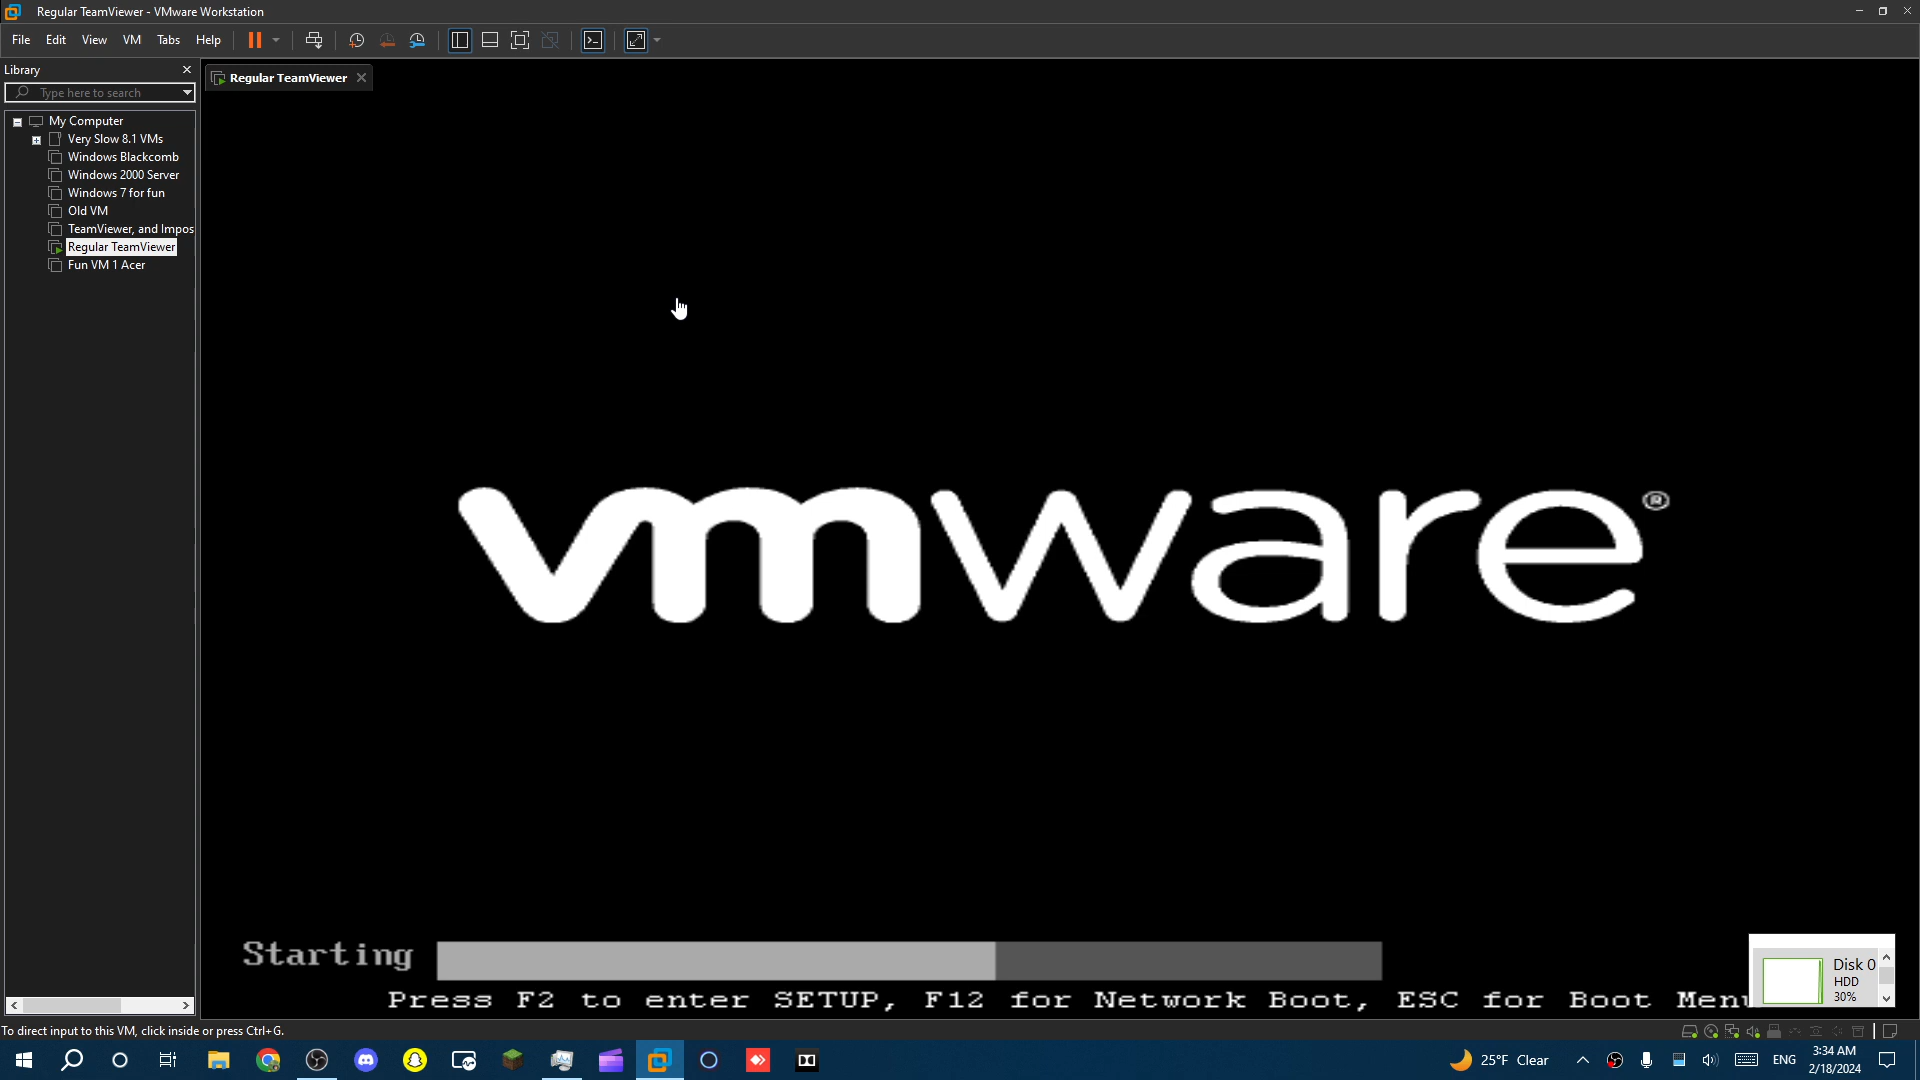 Regular TeamViewer - VMware Workstation
File Edit View VM Tabs Help
Library
Type here to search
Regular TeamViewer
My Computer
Very Slow 8.1 VMs
Windows Blackcomb
Windows 2000 Server
Windows 7 for fun
Old VM
TeamViewer, and Impos
Regular TeamViewer
Fun VM 1 Acer
vmware®
Starting
Press F2 to enter SETUP, F12 for Network Boot, ESC for Boot Menu
Disk 0
HDD
30%
To direct input to this VM, click inside or press Ctrl+G.
25°F Clear
ENG
3:34 AM
2/18/2024